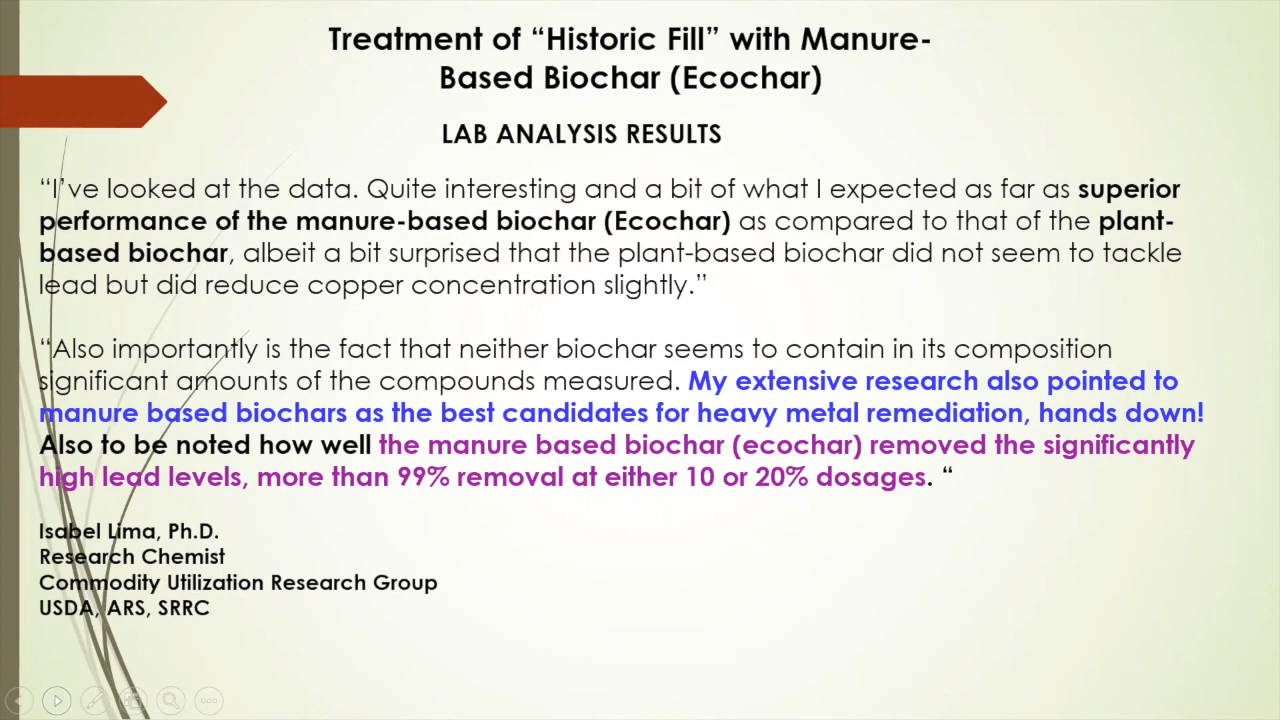 Treatment of “Historic Fill” with Manure-
Based Biochar (Ecochar)
LAB ANALYSIS RESULTS
“I’ve looked at the data. Quite interesting and a bit of what I expected as far as superior
performance of the manure-based biochar (Ecochar) as compared to that of the plant-
based biochar, albeit a bit surprised that the plant-based biochar did not seem to tackle
lead but did reduce copper concentration slightly.”
“Also importantly is the fact that neither biochar seems to contain in its composition
significant amounts of the compounds measured. My extensive research also pointed to
manure based biochars as the best candidates for heavy metal remediation, hands down!
Also to be noted how well the manure based biochar (ecochar) removed the significantly
high lead levels, more than 99% removal at either 10 or 20% dosages. “
Isabel Lima, Ph.D.
Research Chemist
Commodity Utilization Research Group
USDA, ARS, SRRC